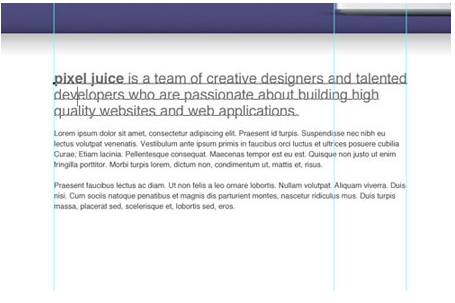 pixel juice is a team of creative designers and talented
developers who are passionate about building high
quality websites and web applications.
Lorem ipsum dolor sit amet, consectetur adipiscing elit. Praesent id turpis. Suspendisse nec nibh eu
lectus volutpat venenatis. Vestibulum ante ipsum primis in faucibus orci luctus et ultrices posuere cubilia
Curae; Etiam lacinia. Pellentesque consequat. Maecenas tempor est eu est. Quisque non justo ut enim
fringilla porttitor. Morbi turpis lorem, dictum non, condimentum ut, mattis et, risus.
Praesent faucibus lectus ac diam. Ut non felis a leo ornare lobortis. Nullam volutpat. Aliquam viverra. Duis
nisi. Cum sociis natoque penatibus et magnis dis parturient montes, nascetur ridiculus mus. Duis turpis
massa, placerat sed, scelerisque et, lobortis sed, eros.